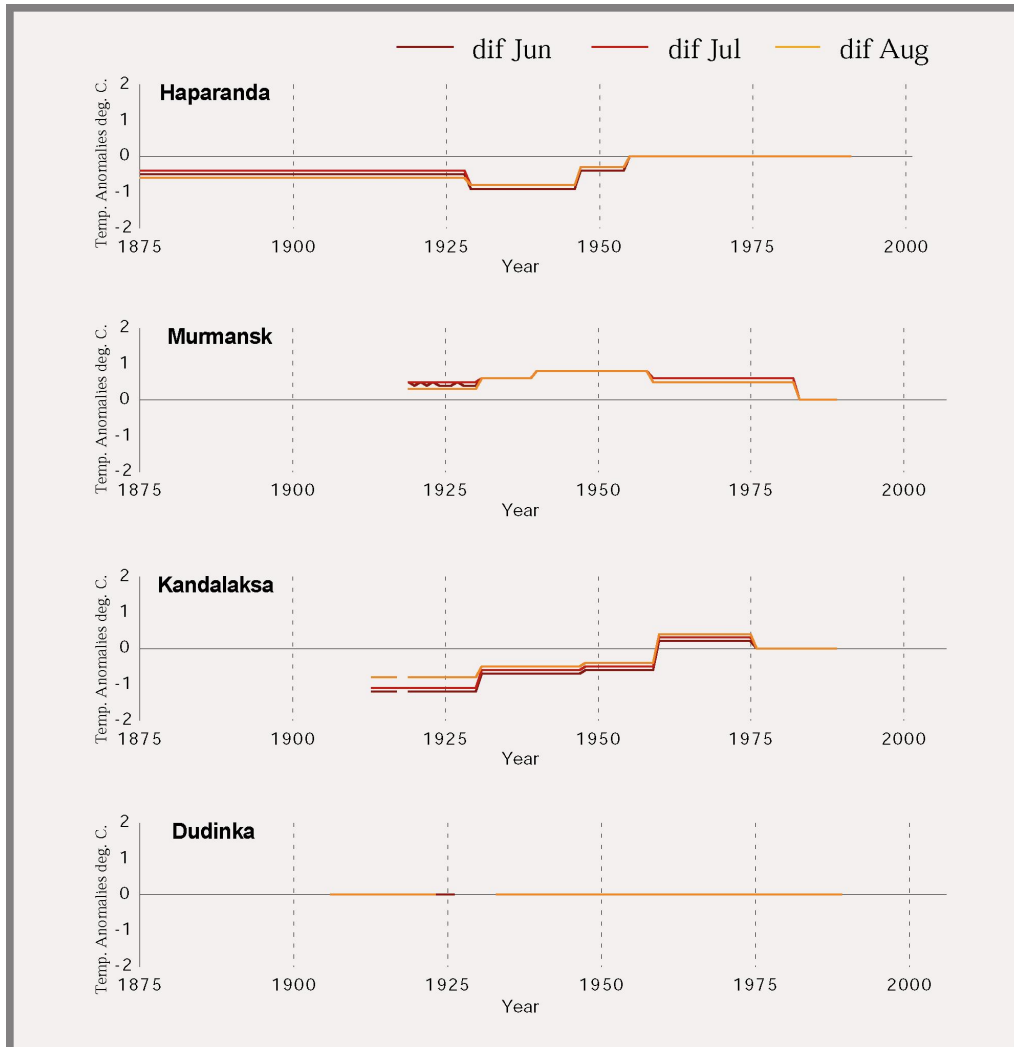 dif Jun dif Jul dif Aug
Haparanda
Temp. Anomalies deg. C.
2
1
0
-1
-2
1875 1900 1925 1950 1975 2000
Year
Murmansk
Temp. Anomalies deg. C.
2
1
0
-1
-2
1875 1900 1925 1950 1975 2000
Year
Kandalaksa
Temp. Anomalies deg. C.
2
1
0
-1
-2
1875 1900 1925 1950 1975 2000
Year
Dudinka
Temp. Anomalies deg. C.
2
1
0
-1
-2
1875 1900 1925 1950 1975 2000
Year